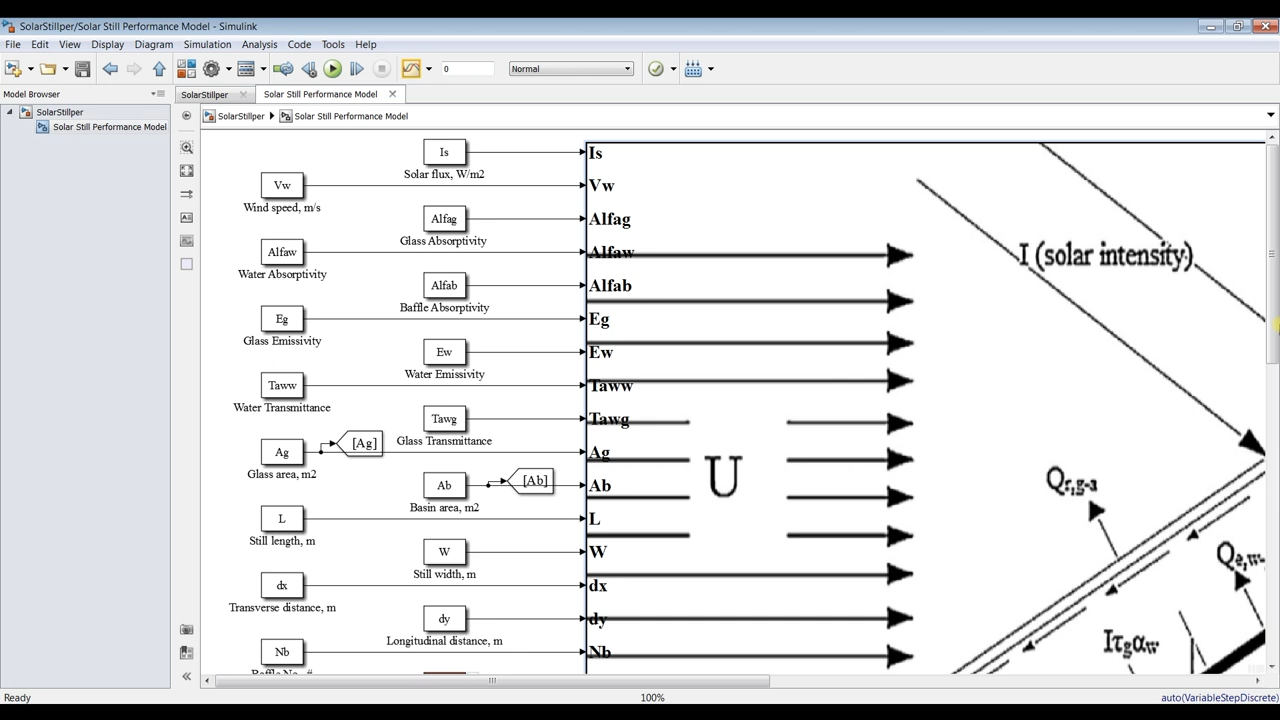 SolarStillper/Solar Still Performance Model - Simulink
File Edit View Display Diagram Simulation Analysis Code Tools Help
0 Normal
Model Browser
SolarStillper
Solar Still Performance Model
SolarStillper Solar Still Performance Model
SolarStillper Solar Still Performance Model
Is
Solar flux, W/m2
Is
Vw
Wind speed, m/s
Vw
Alfag
Glass Absorptivity
Alfag
Alfaw
Water Absorptivity
Alfaw
I (solar intensity)
Alfab
Baffle Absorptivity
Alfab
Eg
Glass Emissivity
Eg
Ew
Water Emissivity
Ew
Taww
Water Transmittance
Taww
Tawg
Glass Transmittance
Tawg
Ag
[Ag]
Glass area, m2
Ag
Ab
[Ab]
Basin area, m2
Ab
U
Qr,g-a
L
Still length, m
L
W
Still width, m
W
Qe,w-
dx
Transverse distance, m
dx
dy
Longitudinal distance, m
dy
Iτgαw
Nb
Nb
Baffle No., #
Ready
100%
auto(VariableStepDiscrete)